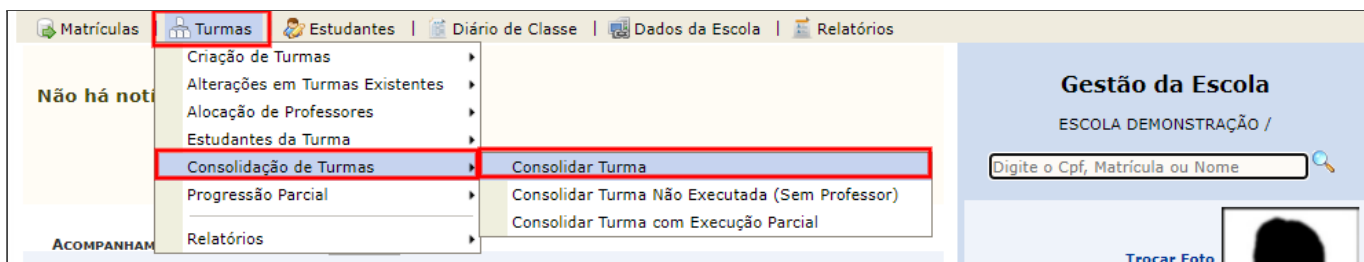 Matrículas | Turmas | Estudantes | Diário de Classe | Dados da Escola | Relatórios
Criação de Turmas
Não há notí
Alterações em Turmas Existentes
Alocação de Professores
Estudantes da Turma
Consolidação de Turmas
Consolidar Turma
Progressão Parcial
Consolidar Turma Não Executada (Sem Professor)
Consolidar Turma com Execução Parcial
Relatórios
ACOMPANHAM
Gestão da Escola
ESCOLA DEMONSTRAÇÃO /
Digite o Cpf, Matrícula ou Nome
Trocar Foto